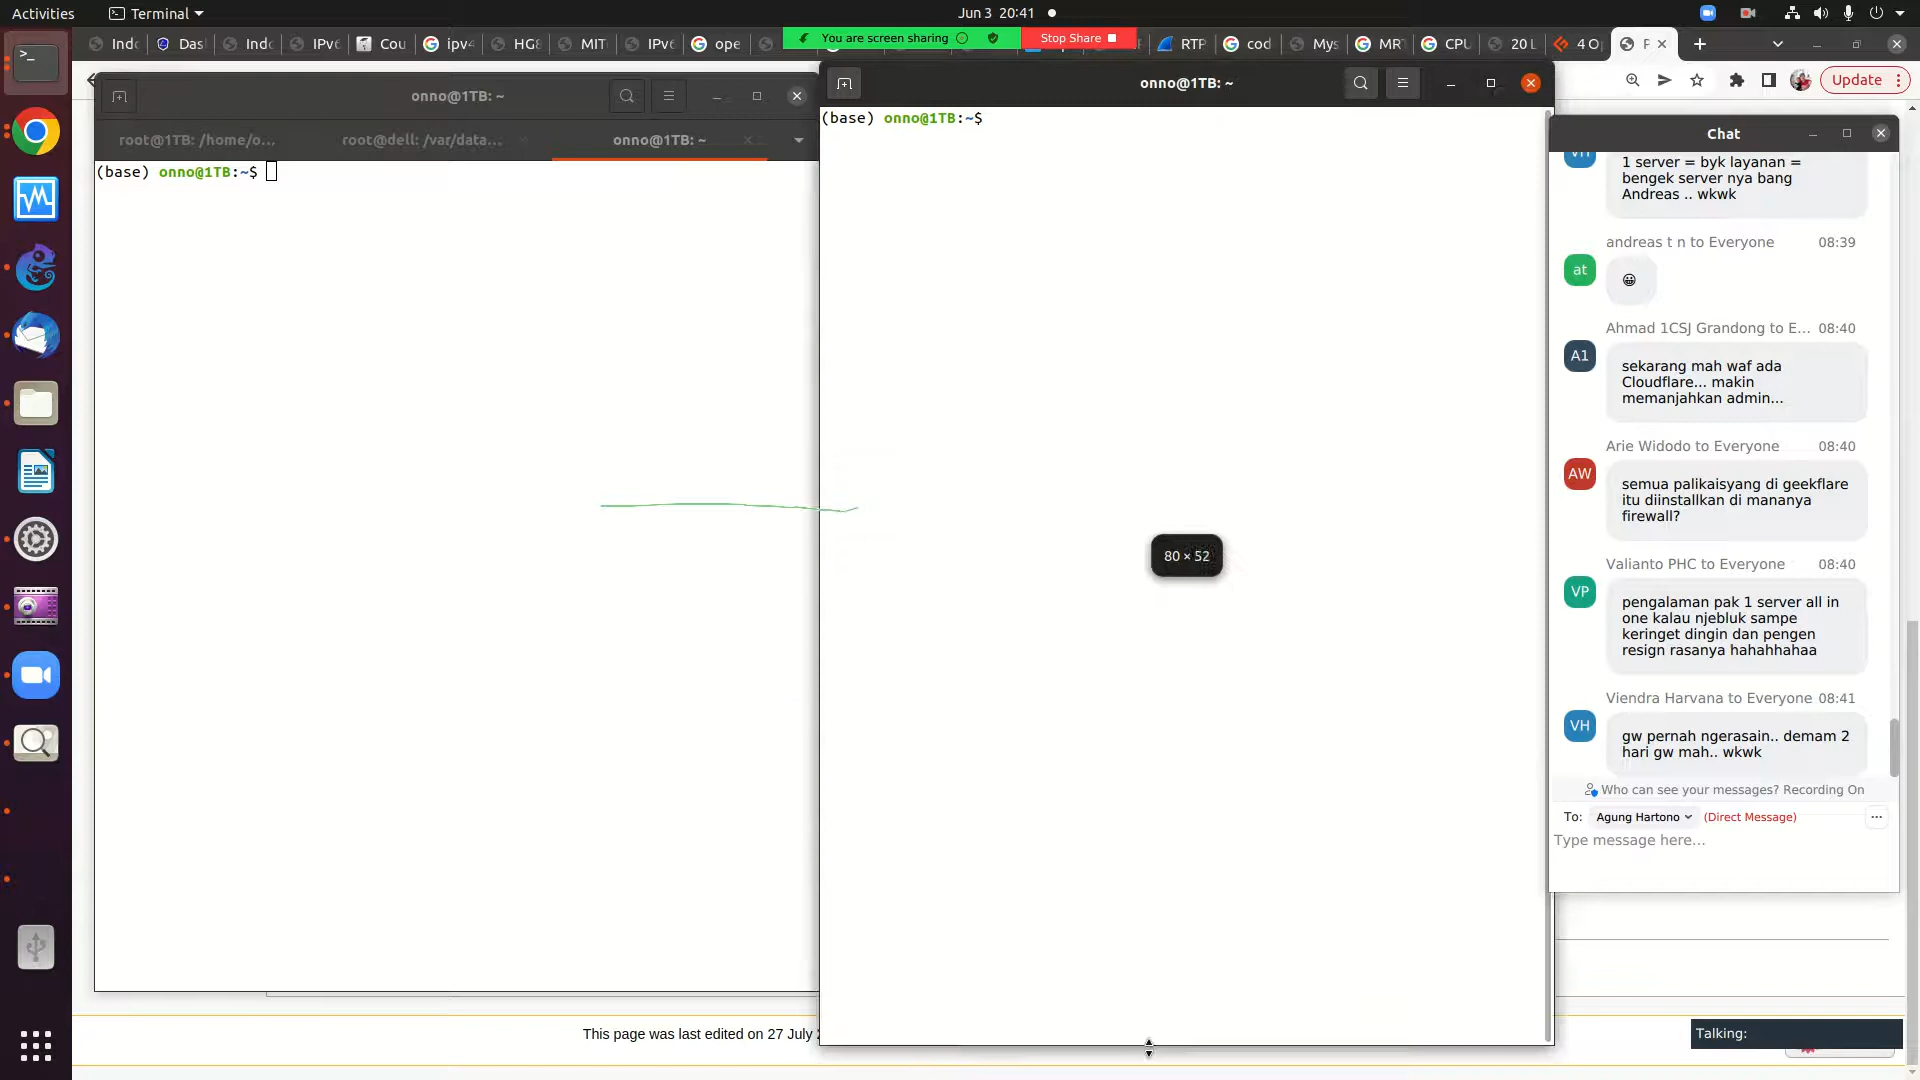 Activities
Terminal
Jun 3 20:41
Indo
Das
Indo
IPv6
Cou
ipv4
HG8
MIT
IPv6
ope
You are screen sharing
Stop Share
RTP
cod
Mys
MR
CPU
20 L
4 O
Update
onno@1TB: ~
root@1TB: /home/o...
root@dell: /var/data...
onno@1TB: ~
(base) onno@1TB:~$
onno@1TB: ~
(base) onno@1TB:~$
80 × 52
Chat
VH
1 server = byk layanan =
bengek server nya bang
Andreas .. wkwk
andreas t n to Everyone 08:39
at
😀
Ahmad 1CSJ Grandong to E... 08:40
A1
sekarang mah waf ada
Cloudflare... makin
memanjahkan admin...
Arie Widodo to Everyone 08:40
AW
semua palikaisyang di geekflare
itu diinstallkan di mananya
firewall?
Valianto PHC to Everyone 08:40
VP
pengalaman pak 1 server all in
one kalau njebluk sampe
keringet dingin dan pengen
resign rasanya hahahhahaa
Viendra Harvana to Everyone 08:41
VH
gw pernah ngerasain.. demam 2
hari gw mah.. wkwk
Who can see your messages? Recording On
To: Agung Hartono (Direct Message)
Type message here...
This page was last edited on 27 July
Talking: